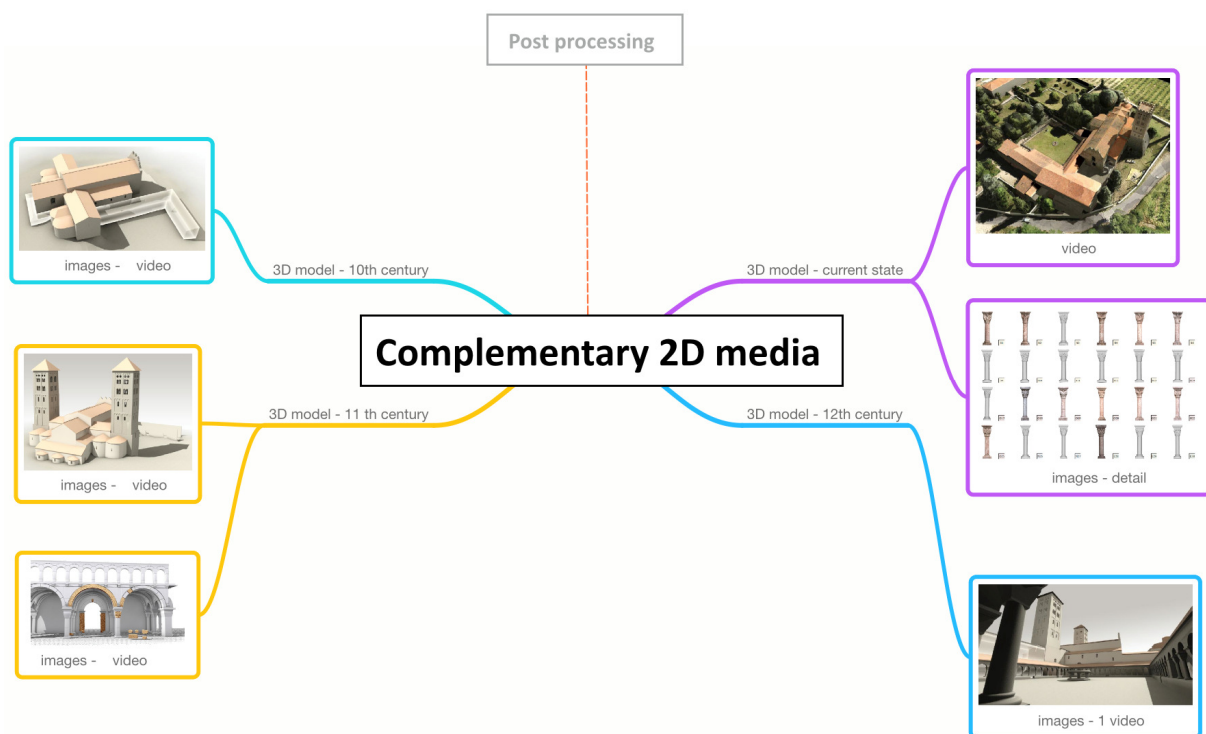 Post processing
images - video
3D model - 10th century
3D model - current state
video
Complementary 2D media
images - video
3D model - 11 th century
3D model - 12th century
images - detail
images - video
images - 1 video